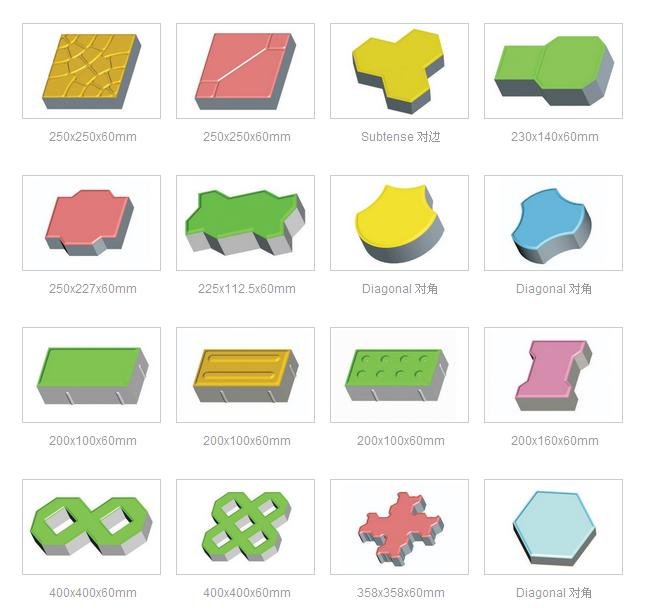 250x250x60mm
250x250x60mm
Subtense 对边
230x140x60mm
250x227x60mm
225x112.5x60mm
Diagonal 对角
Diagonal 对角
200x100x60mm
200x100x60mm
200x100x60mm
200x160x60mm
400x400x60mm
400x400x60mm
358x358x60mm
Diagonal 对角